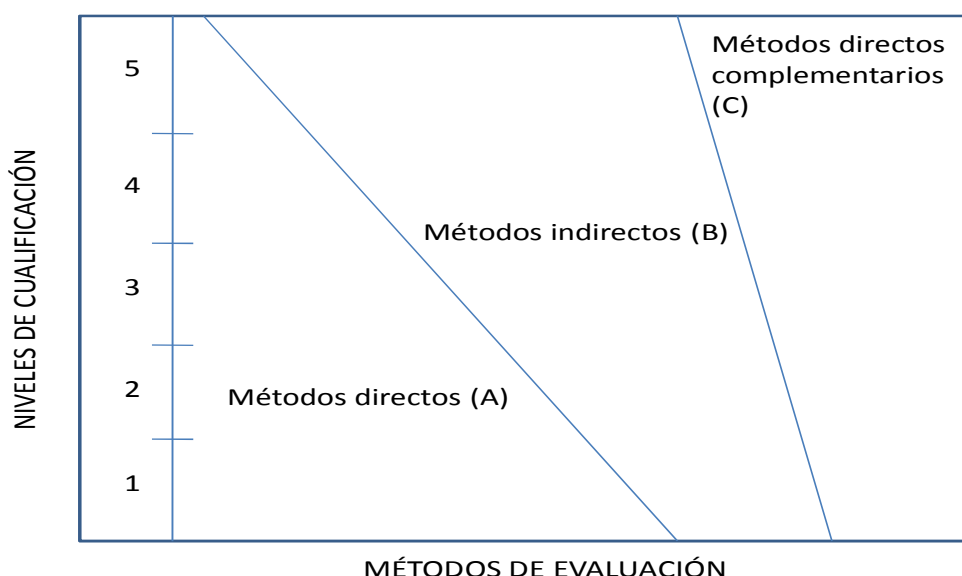 NIVELES DE CUALIFICACIÓN
5
4
3
2
1
Métodos directos
complementarios
(C)
Métodos indirectos (B)
Métodos directos (A)
MÉTODOS DE EVALUACIÓN